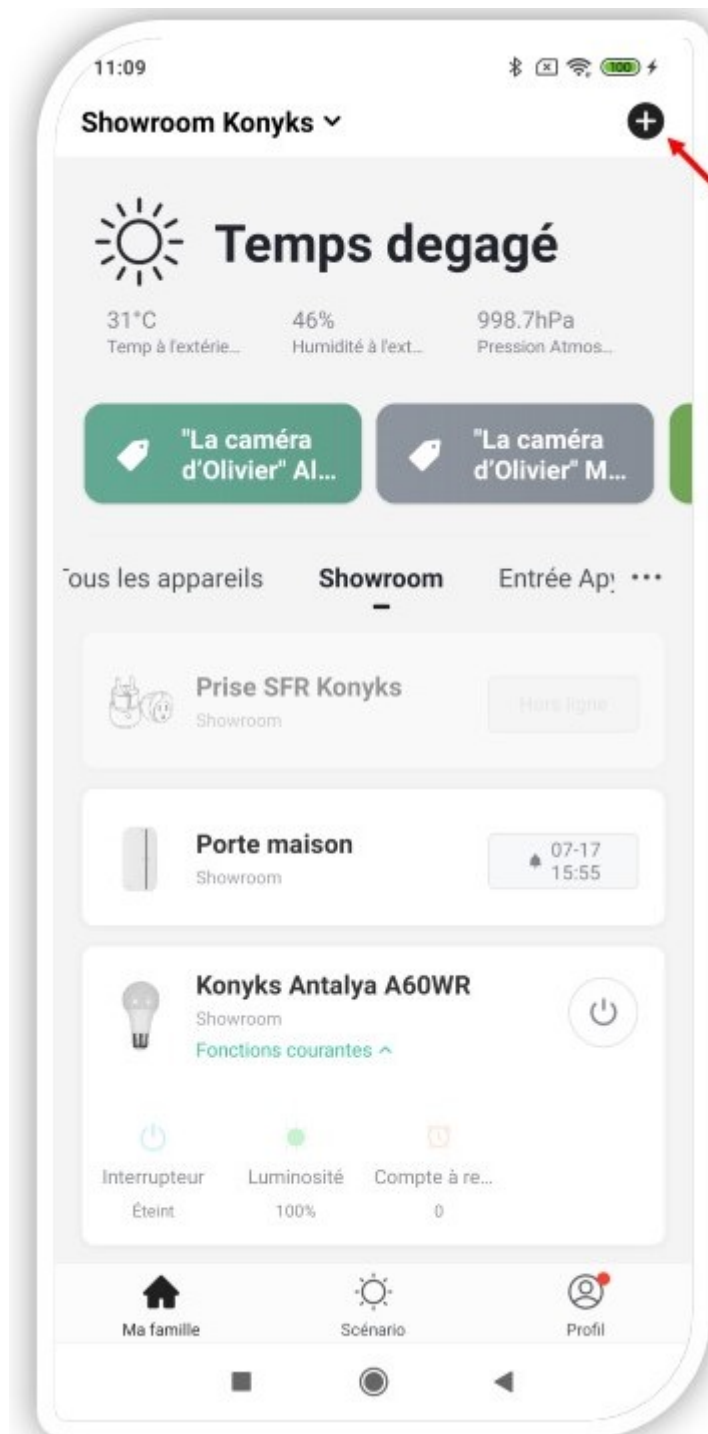 11:09
100
Showroom Konyks
Temps degagé
31°C
46%
998.7hPa
Temp à l'extérie...
Humidité à l'ext...
Pression Atmos...
"La caméra
d'Olivier" Al...
"La caméra
d'Olivier" M...
ous les appareils
Showroom
Entrée Ap
Prise SFR Konyks
Showroom
Hors ligne
Porte maison
Showroom
07-17
15:55
Konyks Antalya A60WR
Showroom
Fonctions courantes
Interrupteur
Luminosité
Compte à re...
Éteint
100%
0
Ma famille
Scénario
Profil